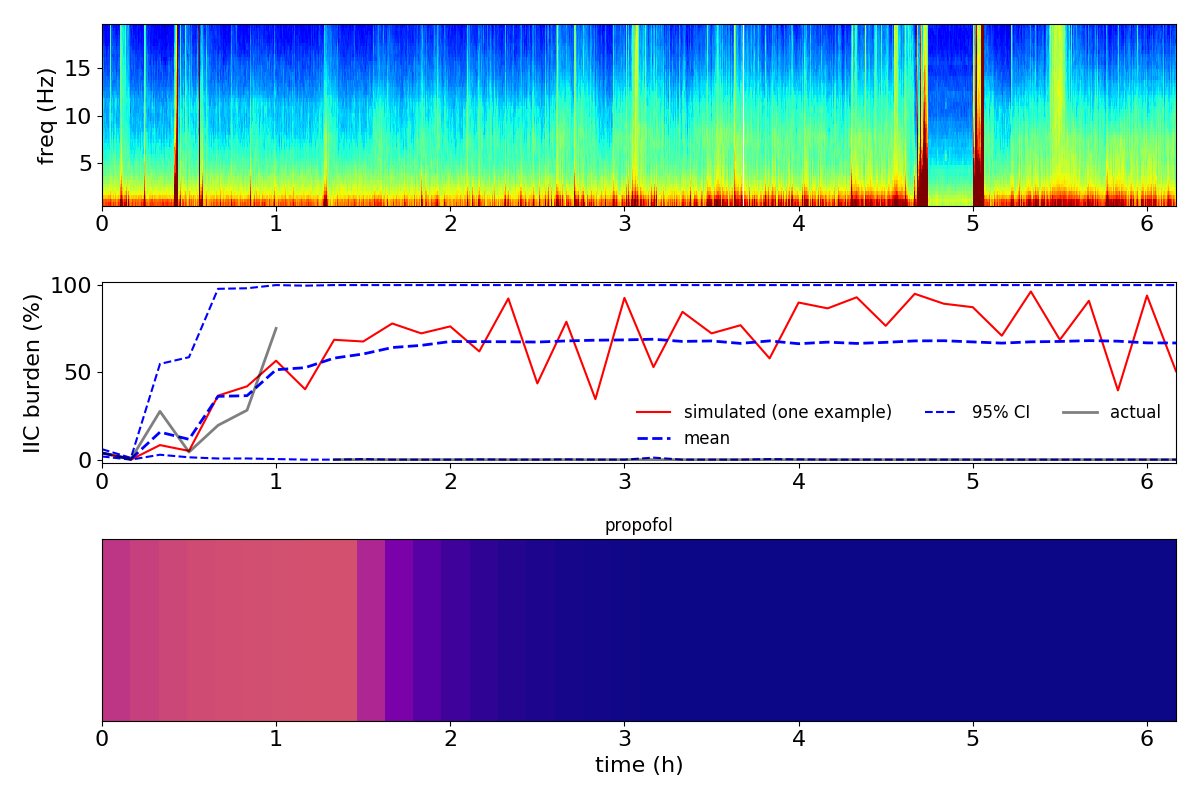 freq (Hz)
15
10
5
0 1 2 3 4 5 6
IIC burden (%)
100
50
0
simulated (one example) 95% CI actual
mean
0 1 2 3 4 5 6
propofol
0 1 2 3 4 5 6
time (h)